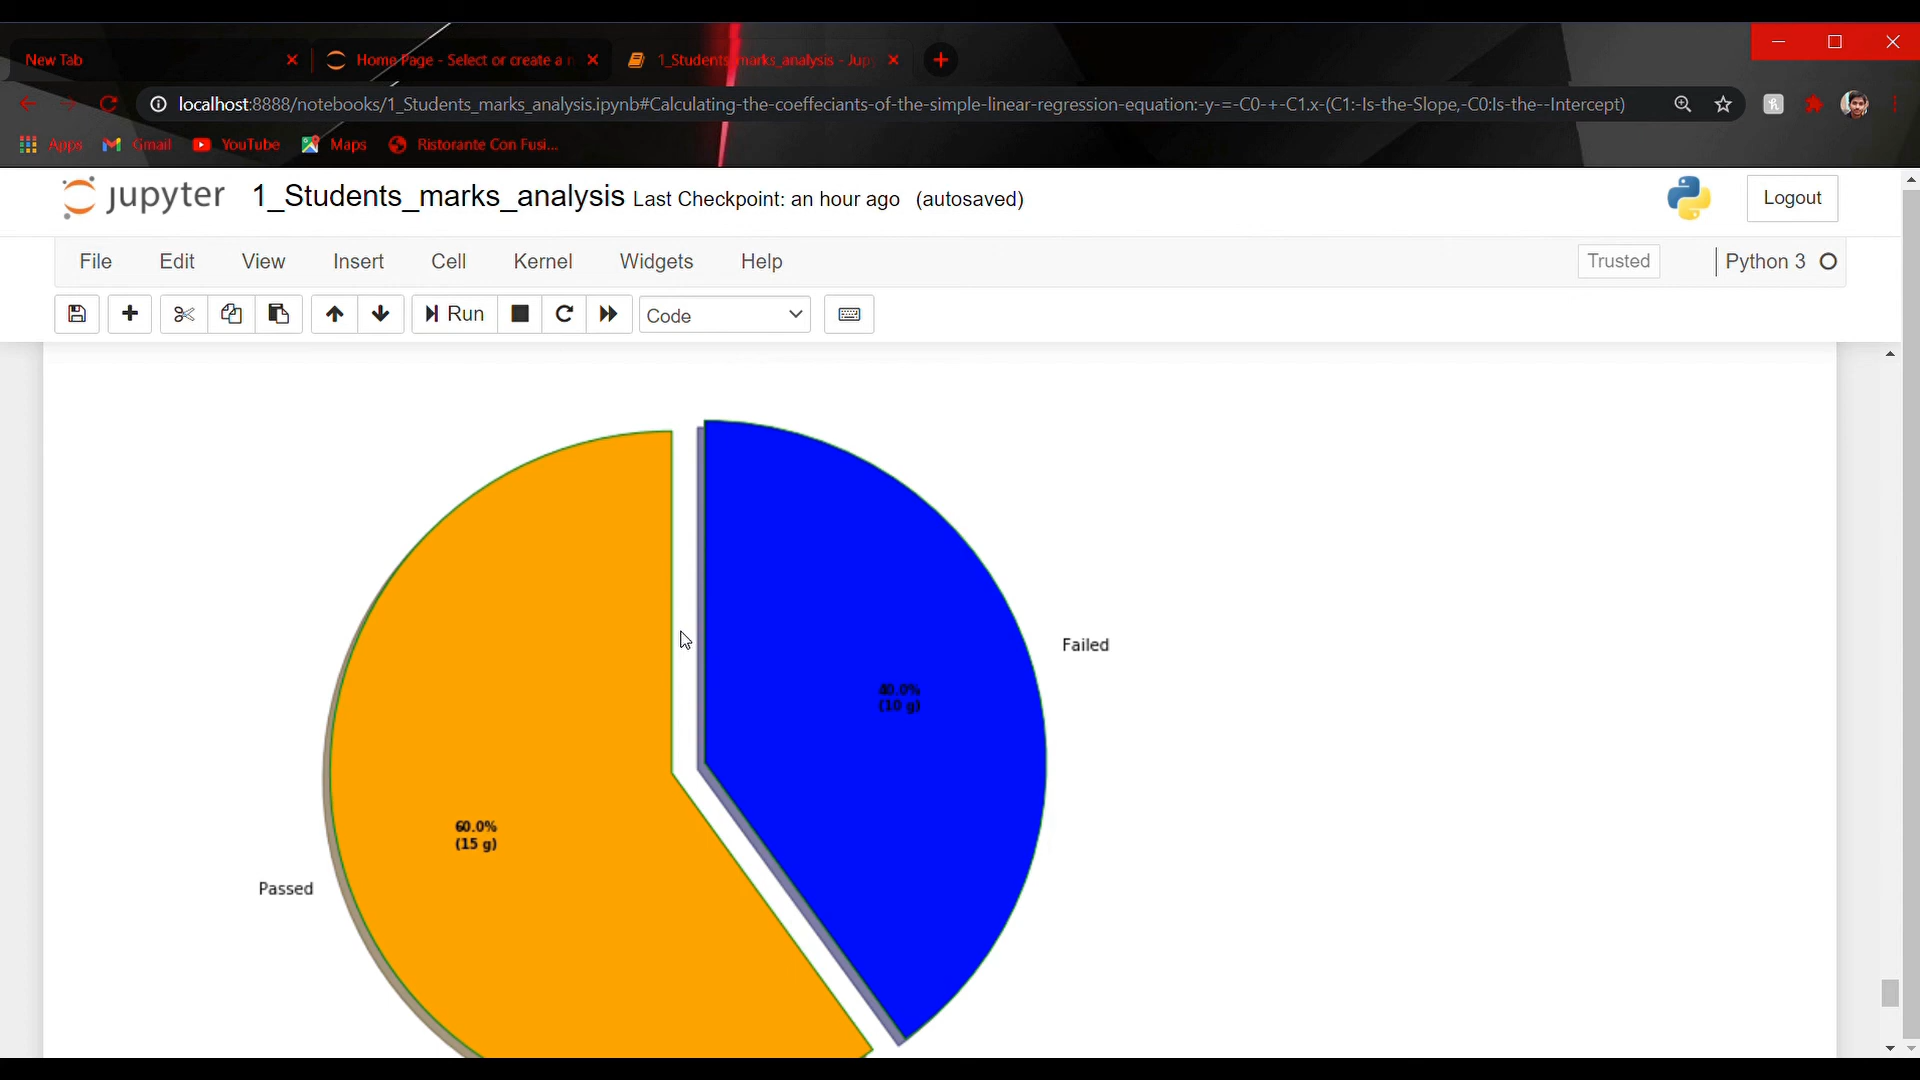 New Tab
Home Page - Select or create a
1_Students_marks_analysis - Jup
localhost:8888/notebooks/1_Students_marks_analysis.ipynb#Calculating-the-coeffeciants-of-the-simple-linear-regression-equation:-y-=-C0-+-C1.x-(C1:-Is-the-Slope,-C0:Is-the--Intercept)
Apps
Gmail
YouTube
Maps
Ristorante Con Fusi...
jupyter
1_Students_marks_analysis Last Checkpoint: an hour ago (autosaved)
Logout
File
Edit
View
Insert
Cell
Kernel
Widgets
Help
Trusted
Python 3
Run
Code
Failed
40.0%
(10 g)
60.0%
(15 g)
Passed